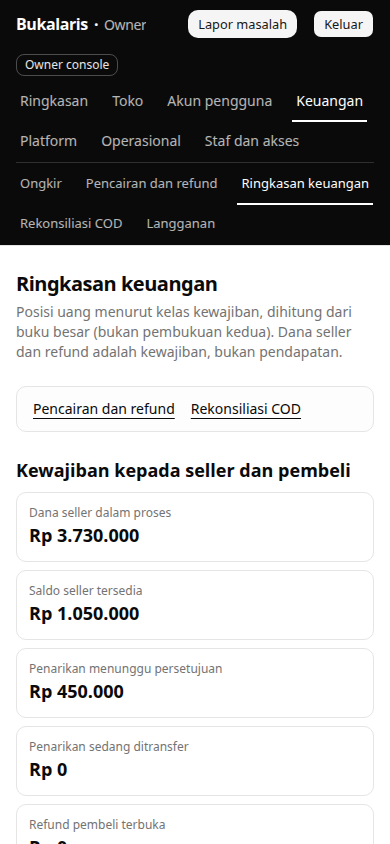 Bukalaris · Owner
Lapor masalah
Keluar
Owner console
Ringkasan Toko Akun pengguna Keuangan
Platform Operasional Staf dan akses
Ongkir Pencairan dan refund Ringkasan keuangan
Rekonsiliasi COD Langganan
Ringkasan keuangan
Posisi uang menurut kelas kewajiban, dihitung dari
buku besar (bukan pembukuan kedua). Dana seller
dan refund adalah kewajiban, bukan pendapatan.
Pencairan dan refund Rekonsiliasi COD
Kewajiban kepada seller dan pembeli
Dana seller dalam proses
Rp 3.730.000
Saldo seller tersedia
Rp 1.050.000
Penarikan menunggu persetujuan
Rp 450.000
Penarikan sedang ditransfer
Rp 0
Refund pembeli terbuka